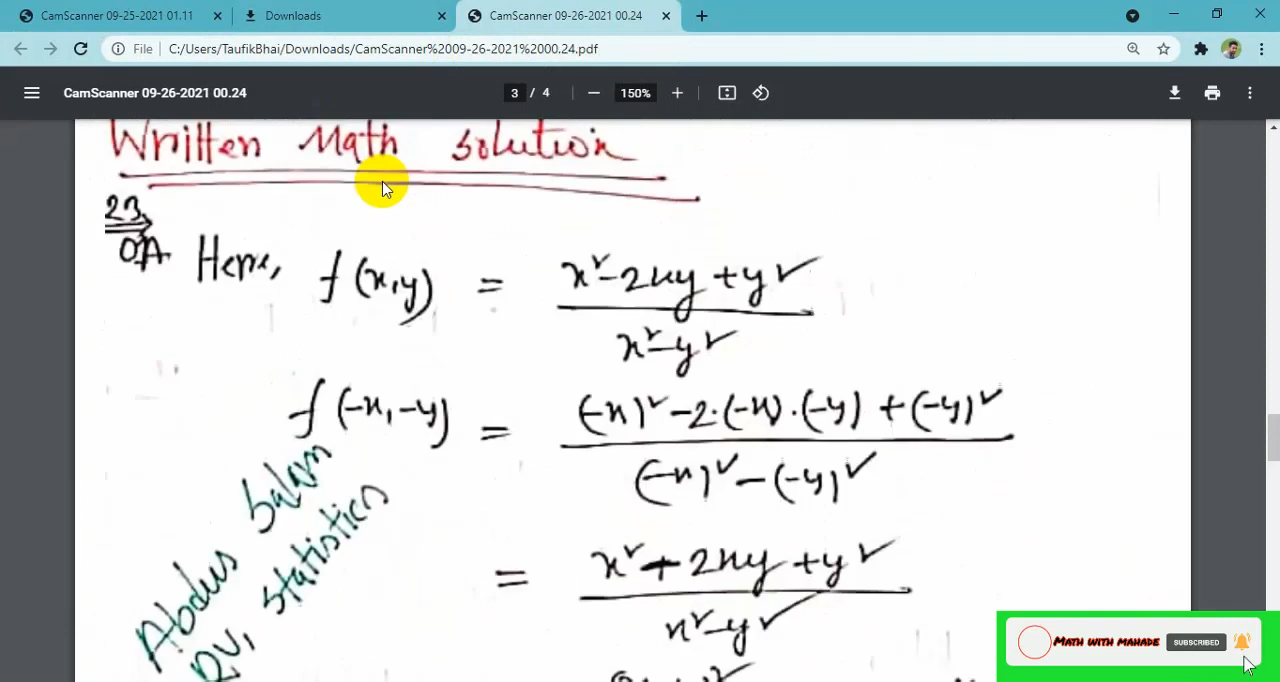 CamScanner 09-25-2021 01.11
Downloads
CamScanner 09-26-2021 00.24
File
C:/Users/TaufikBhai/Downloads/CamScanner%2009-26-2021%2000.24.pdf
CamScanner 09-26-2021 00.24
3 / 4
150%
Written Math solution
23
Here, f(x,y) = (x²-2xy+y²)/(x²-y²)
f(-x,-y) = ((-x)²-2·(-x)·(-y)+(-y)²)/((-x)²-(-y)²)
= (x²+2xy+y²)/(x²-y²)
Abdus Salam
RU, Statistics
MATH WITH MAHADE
SUBSCRIBED